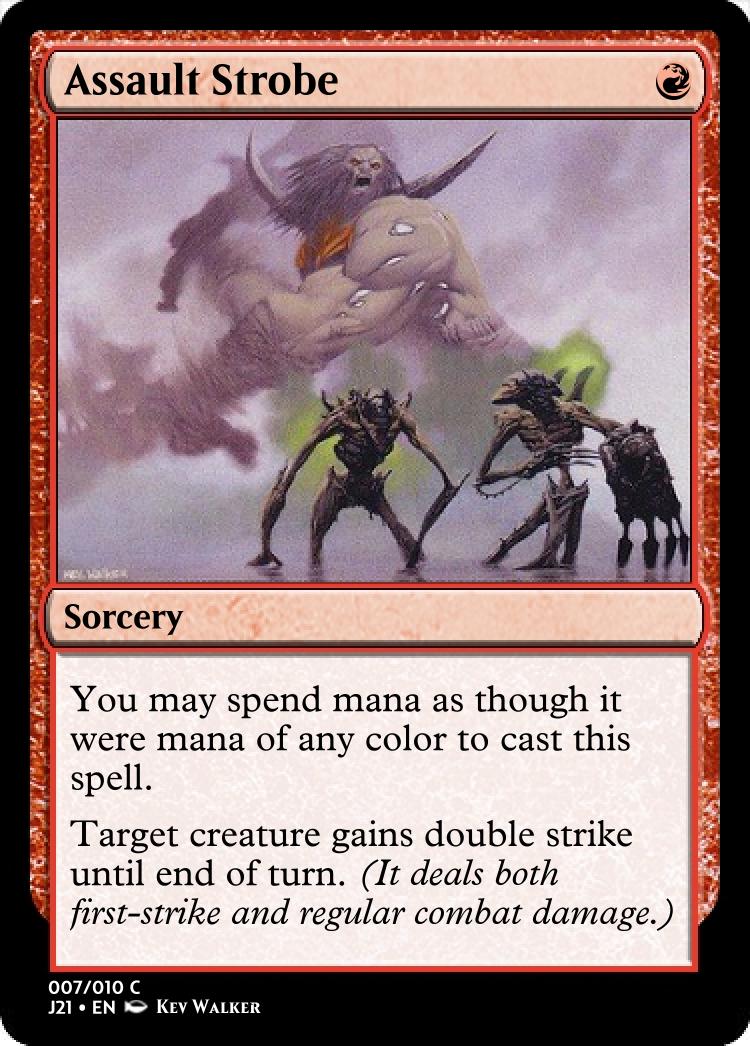 Assault Strobe
KEV WALKER
Sorcery
You may spend mana as though it
were mana of any color to cast this
spell.
Target creature gains double strike
until end of turn. (It deals both
first-strike and regular combat damage.)
007/010 C
J21 • EN Kev Walker